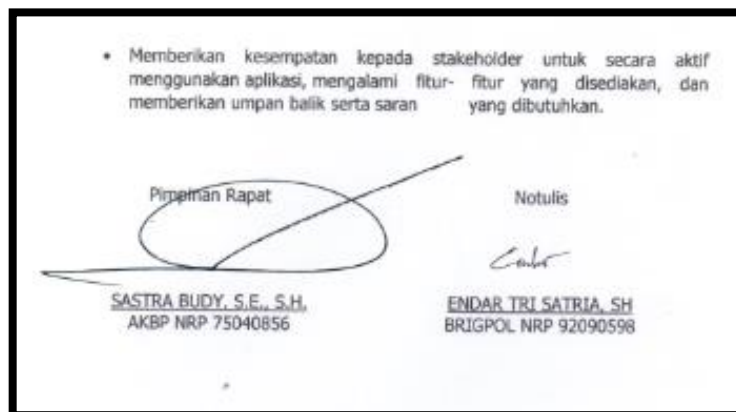 • Memberikan kesempatan kepada stakeholder untuk secara aktif
menggunakan aplikasi, mengalami fitur- fitur yang disediakan, dan
memberikan umpan balik serta saran yang dibutuhkan.
Pimpinan Rapat
Notulis
SASTRA BUDY, S.E., S.H.
AKBP NRP 75040856
ENDAR TRI SATRIA, SH
BRIGPOL NRP 92090598